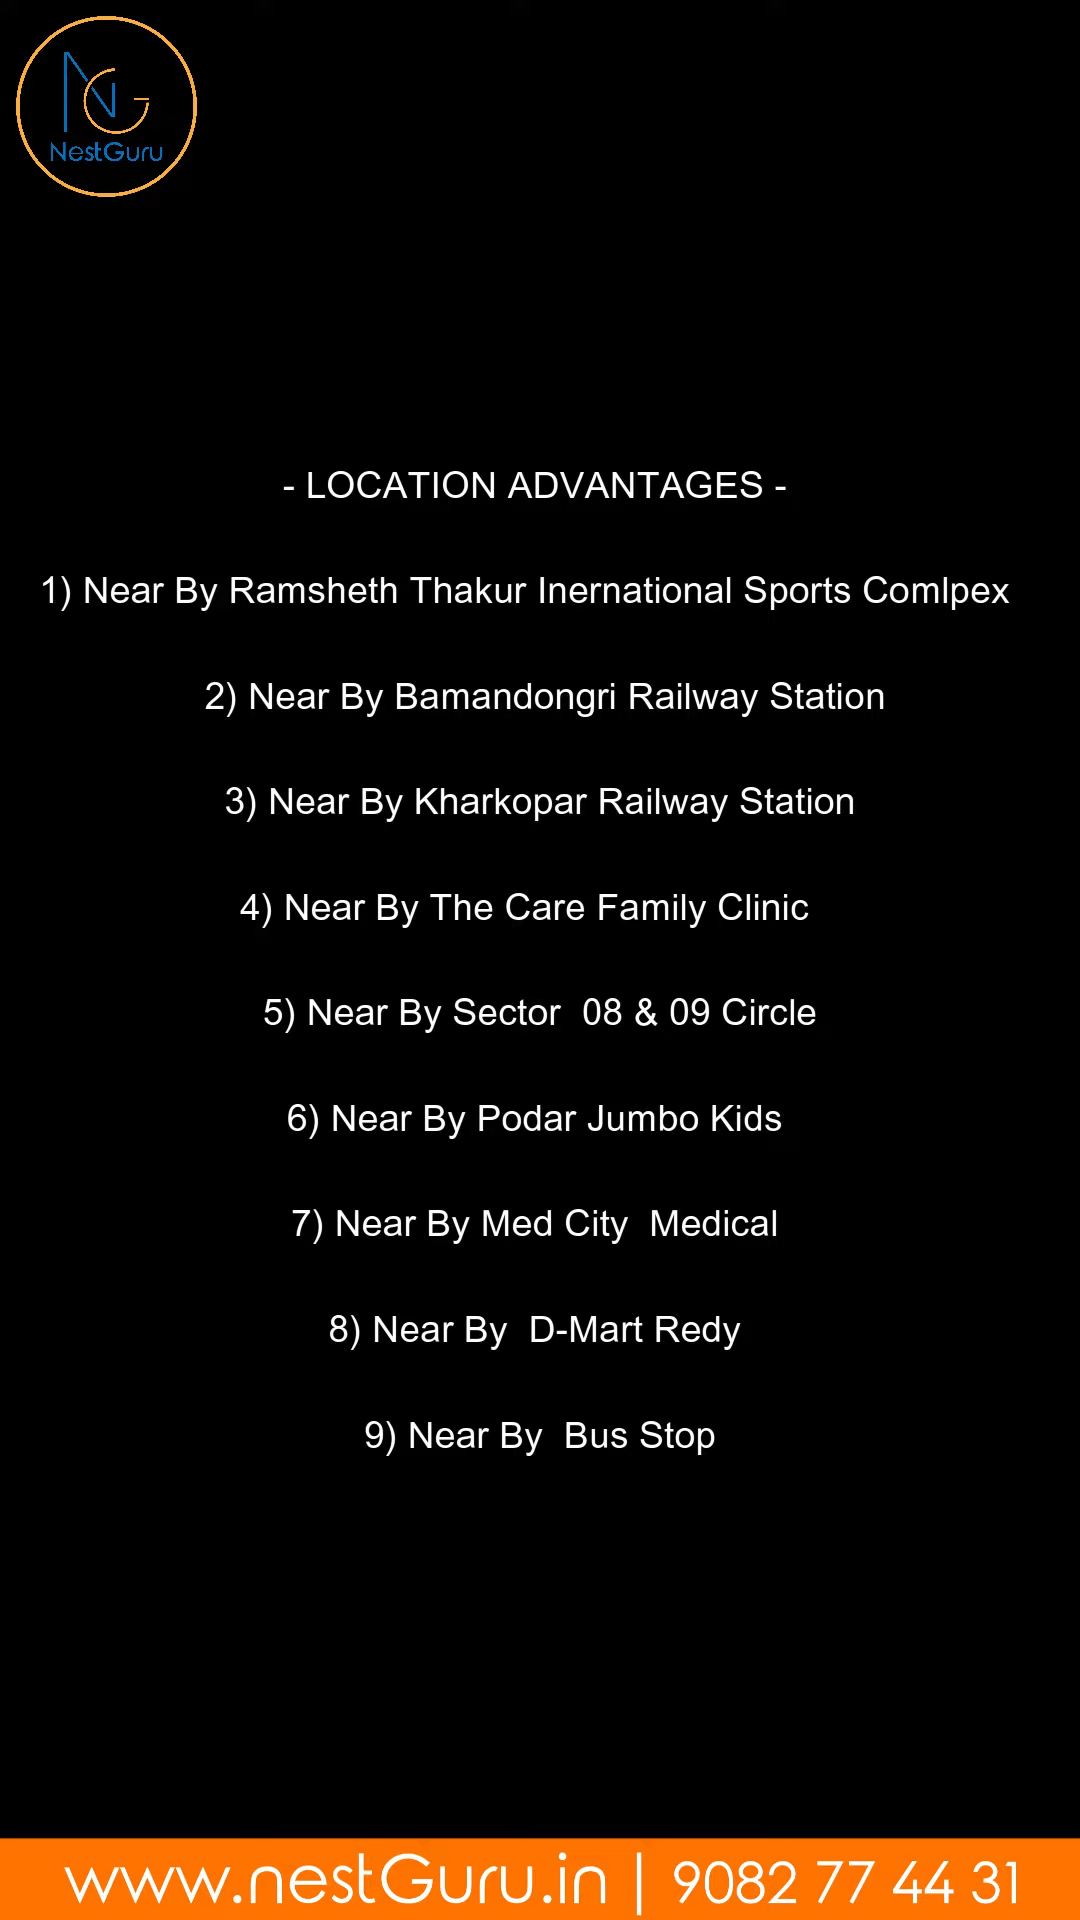 NG
NestGuru
- LOCATION ADVANTAGES -
1) Near By Ramsheth Thakur Inernational Sports Comlpex
2) Near By Bamandongri Railway Station
3) Near By Kharkopar Railway Station
4) Near By The Care Family Clinic
5) Near By Sector  08 & 09 Circle
6) Near By Podar Jumbo Kids
7) Near By Med City  Medical
8) Near By  D-Mart Redy
9) Near By  Bus Stop
www.nestGuru.in | 9082 77 44 31